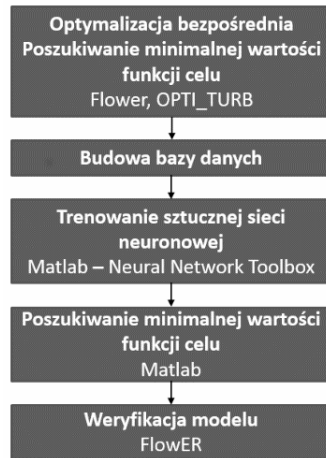 Optymalizacja bezpośrednia
Poszukiwanie minimalnej wartości
funkcji celu
Flower, OPTI_TURB
Budowa bazy danych
Trenowanie sztucznej sieci
neuronowej
Matlab – Neural Network Toolbox
Poszukiwanie minimalnej wartości
funkcji celu
Matlab
Weryfikacja modelu
FlowER